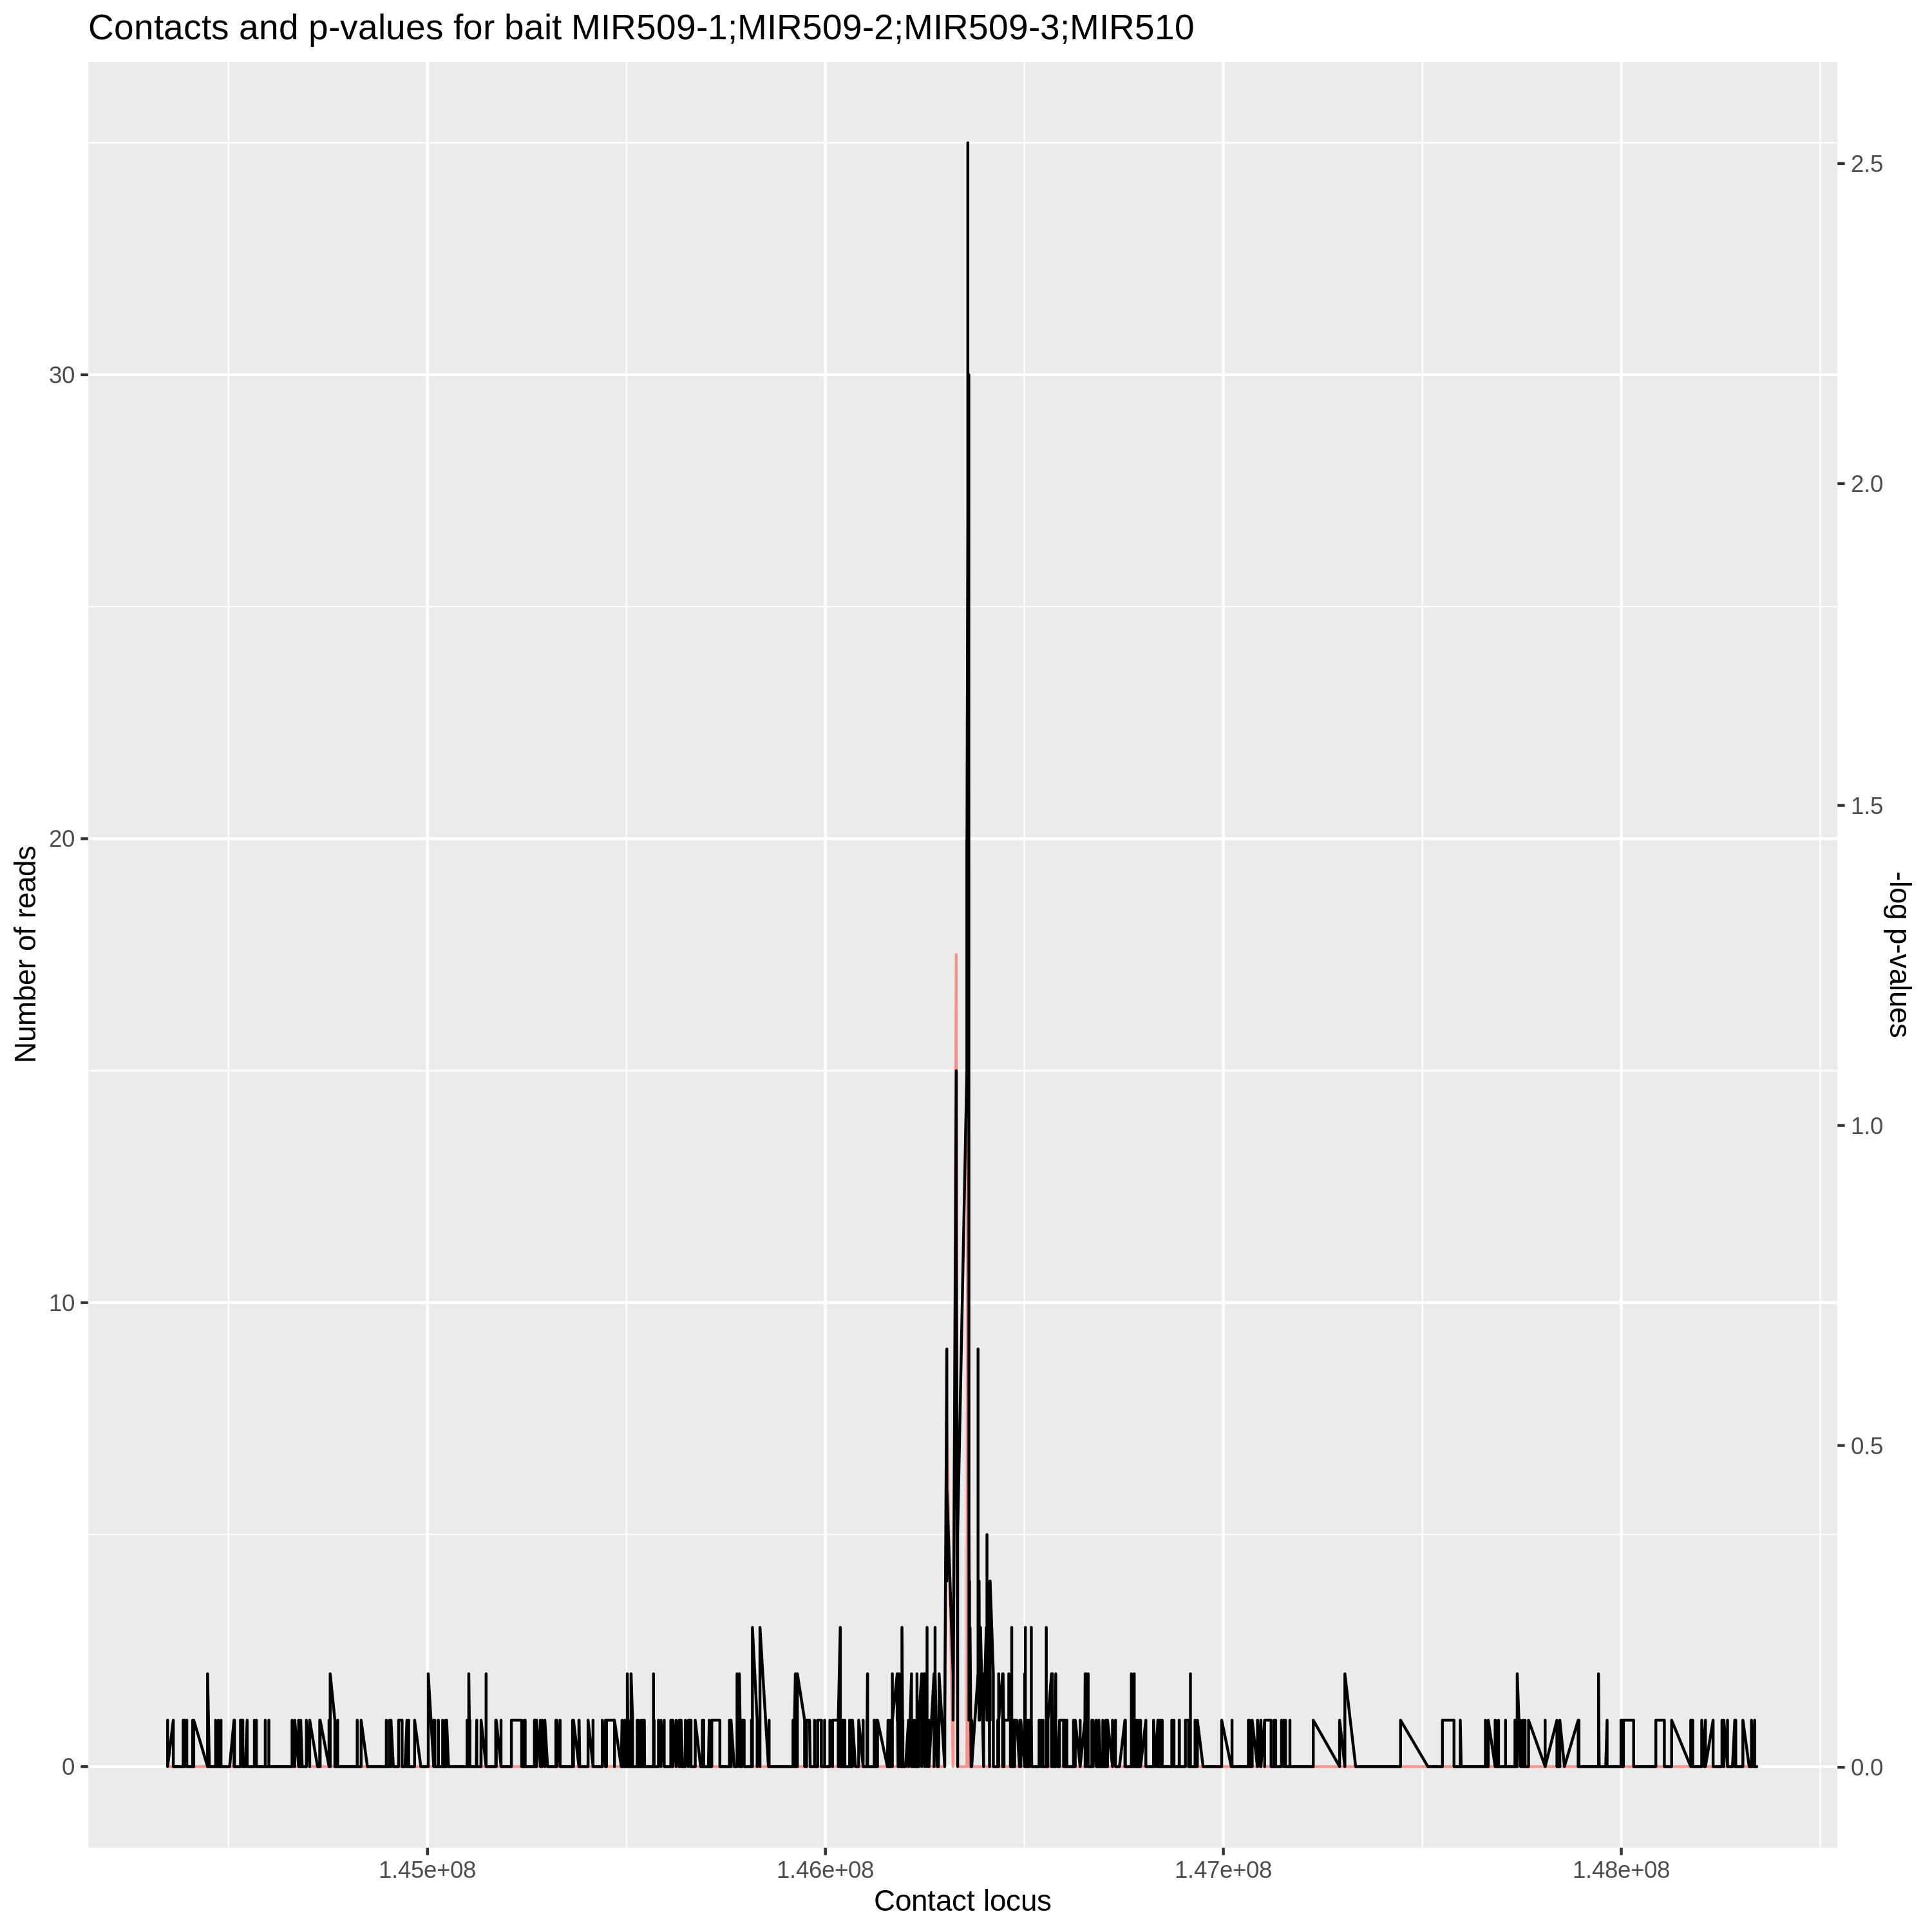 Contacts and p-values for bait MIR509-1;MIR509-2;MIR509-3;MIR510
30
20
10
0
Number of reads
2.5
2.0
1.5
1.0
0.5
0.0
-log p-values
1.45e+08 1.46e+08 1.47e+08 1.48e+08
Contact locus